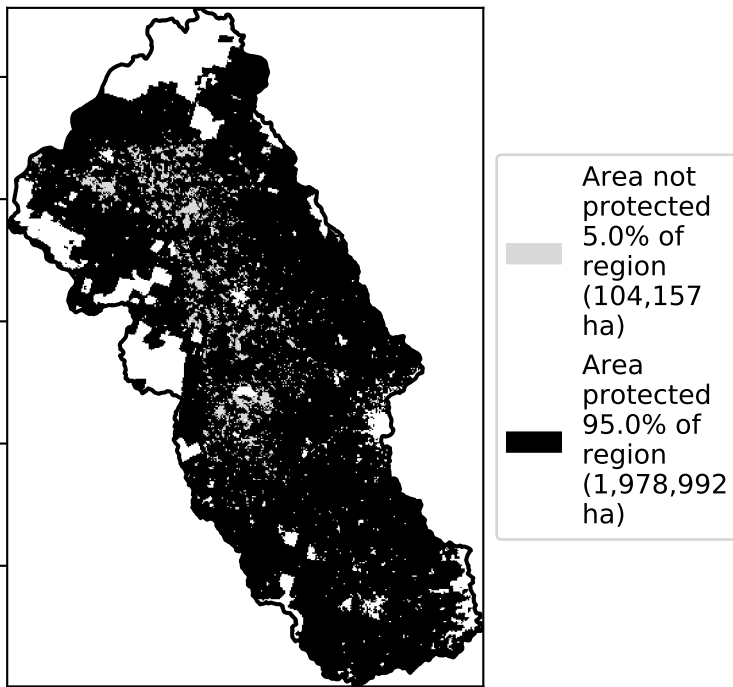 Area not
protected
5.0% of
region
(104,157
ha)
Area
protected
95.0% of
region
(1,978,992
ha)